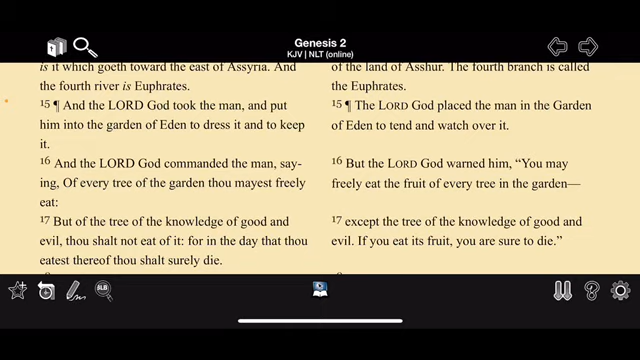 Genesis 2
KJV | NLT (online)
is it which goeth toward the east of Assyria. And
the fourth river is Euphrates.
15 ¶ And the LORD God took the man, and put
him into the garden of Eden to dress it and to keep
it.
16 And the LORD God commanded the man, say-
ing, Of every tree of the garden thou mayest freely
eat:
17 But of the tree of the knowledge of good and
evil, thou shalt not eat of it: for in the day that thou
eatest thereof thou shalt surely die.
of the land of Asshur. The fourth branch is called
the Euphrates.
15 ¶ The LORD God placed the man in the Garden
of Eden to tend and watch over it.
16 But the LORD God warned him, “You may
freely eat the fruit of every tree in the garden—
17 except the tree of the knowledge of good and
evil. If you eat its fruit, you are sure to die.”
SLB